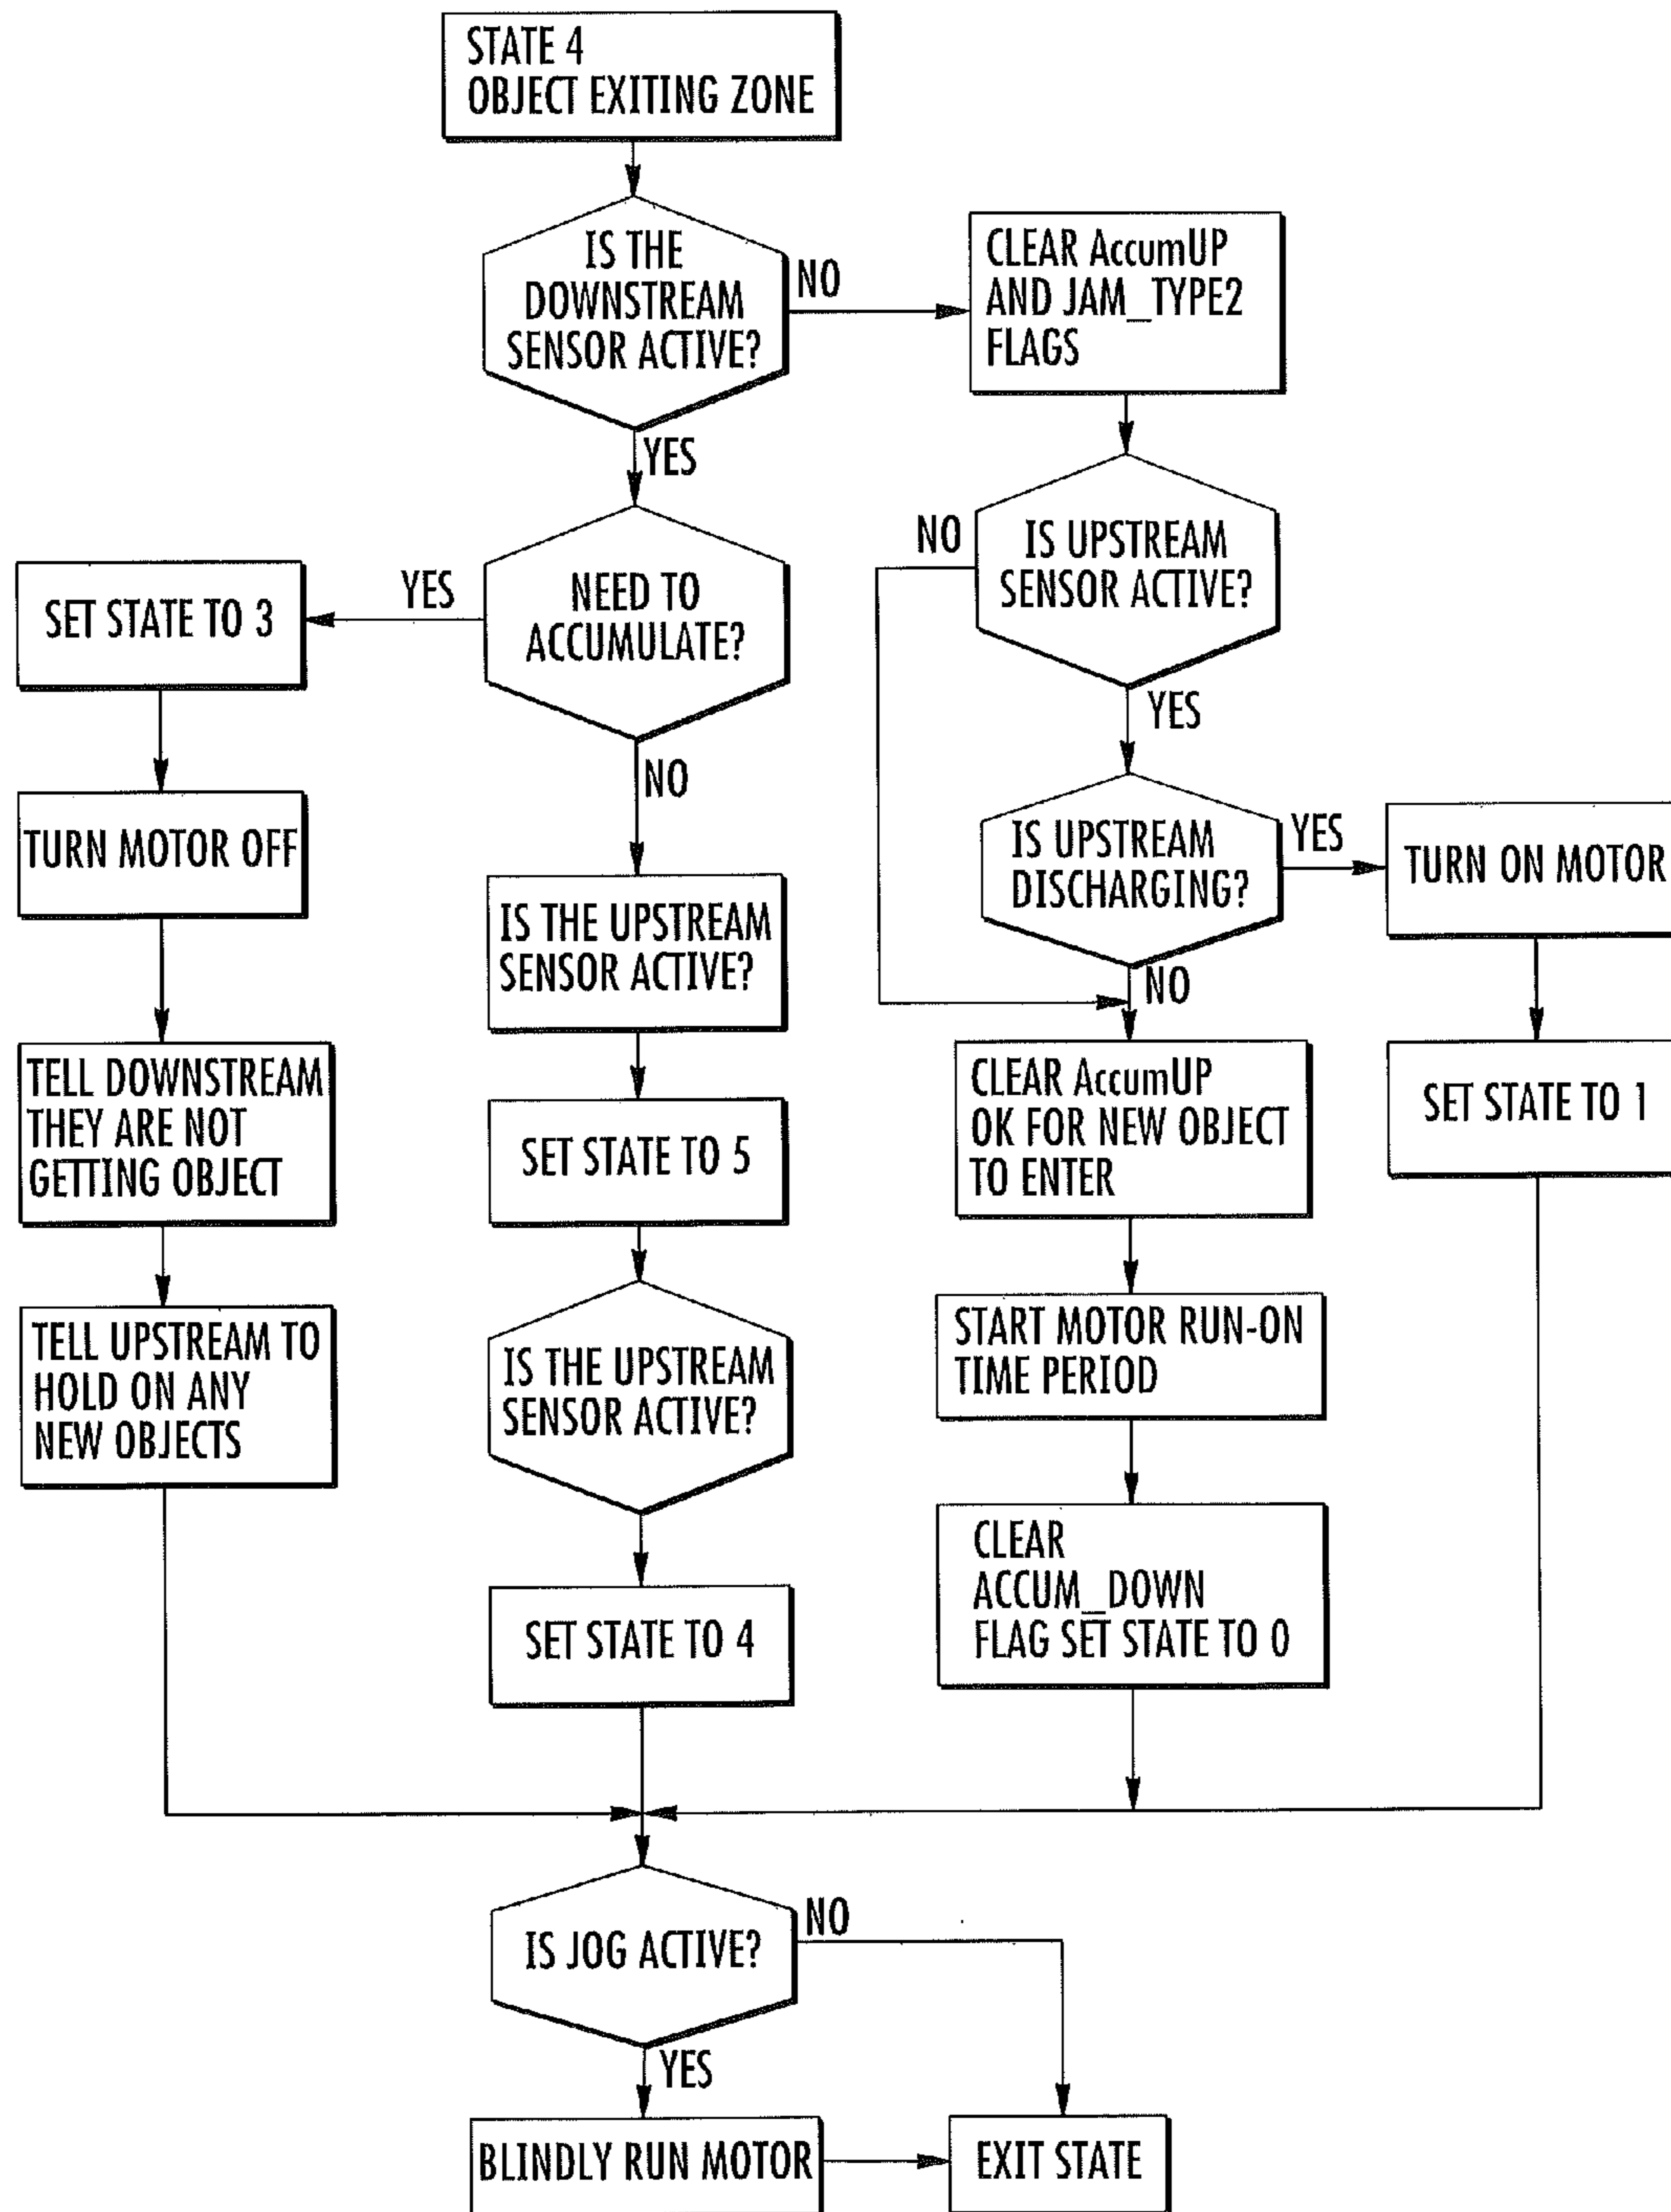 STATE 4
OBJECT EXITING ZONE
IS THE
DOWNSTREAM
SENSOR ACTIVE?
NO
CLEAR AccumUP
AND JAM_TYPE2
FLAGS
YES
NO
IS UPSTREAM
SENSOR ACTIVE?
SET STATE TO 3
YES
NEED TO
ACCUMULATE?
YES
NO
TURN MOTOR OFF
IS UPSTREAM
DISCHARGING?
YES
TURN ON MOTOR
IS THE UPSTREAM
SENSOR ACTIVE?
NO
TELL DOWNSTREAM
THEY ARE NOT
GETTING OBJECT
SET STATE TO 5
CLEAR AccumUP
OK FOR NEW OBJECT
TO ENTER
SET STATE TO 1
TELL UPSTREAM TO
HOLD ON ANY
NEW OBJECTS
IS THE UPSTREAM
SENSOR ACTIVE?
START MOTOR RUN-ON
TIME PERIOD
SET STATE TO 4
CLEAR
ACCUM_DOWN
FLAG SET STATE TO 0
IS JOG ACTIVE?
NO
YES
BLINDLY RUN MOTOR
EXIT STATE